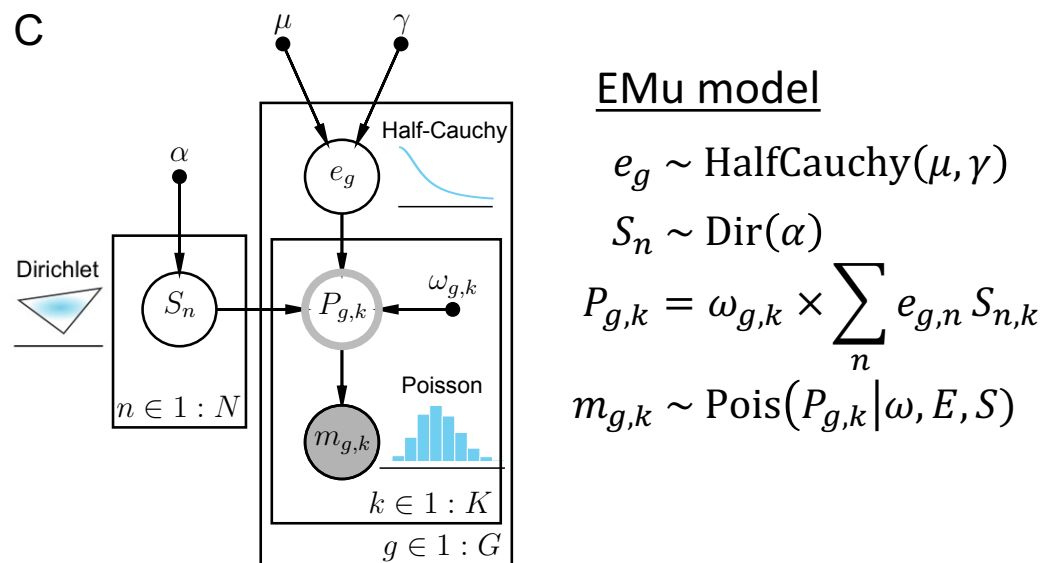 C
μ γ
Half-Cauchy
e_g
α
Dirichlet
S_n
P_{g,k}
ω_{g,k}
Poisson
m_{g,k}
n ∈ 1 : N
k ∈ 1 : K
g ∈ 1 : G
EMu model
e_g ~ HalfCauchy(μ, γ)
S_n ~ Dir(α)
P_{g,k} = ω_{g,k} × ∑_n e_{g,n} S_{n,k}
m_{g,k} ~ Pois(P_{g,k}|ω, E, S)